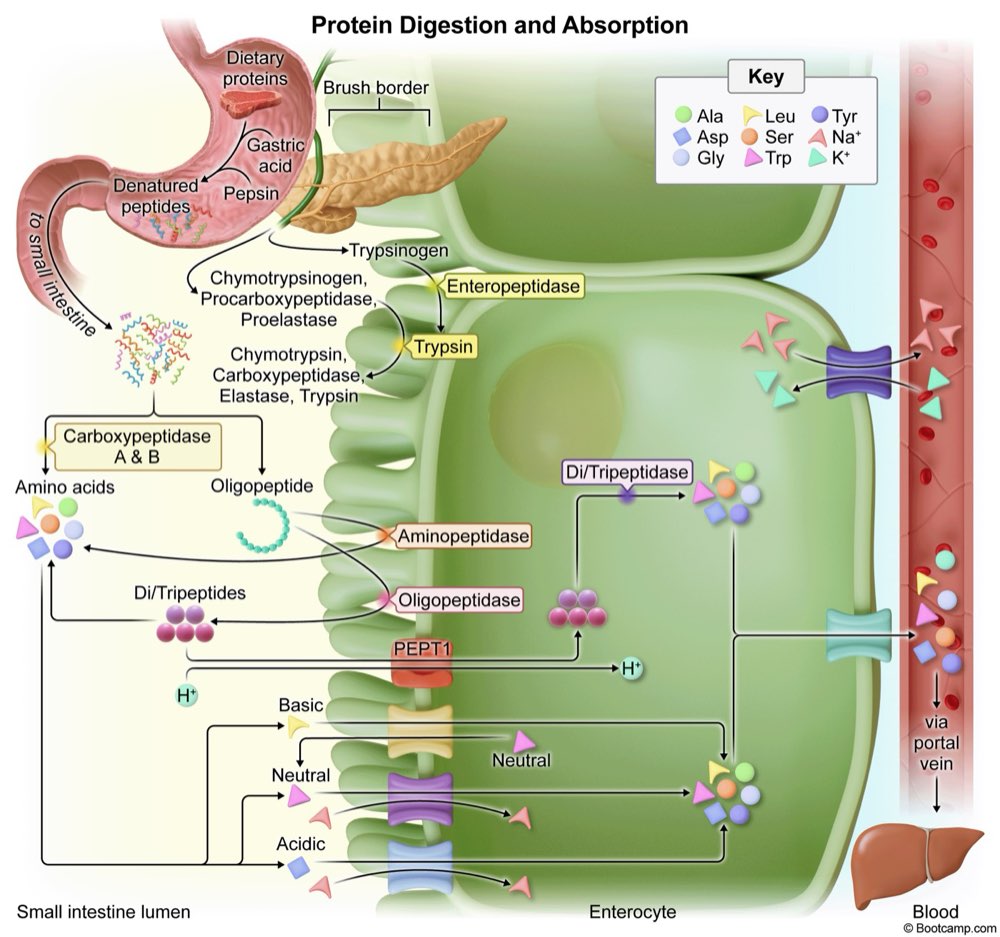 Protein Digestion and Absorption
Dietary
proteins
Brush border
Gastric
acid
Denatured
peptides
Pepsin
to small intestine
Key
Ala
Leu
Tyr
Asp
Ser
Na⁺
Gly
Trp
K⁺
Trypsinogen
Chymotrypsinogen,
Procarboxypeptidase,
Proelastase
Enteropeptidase
Trypsin
Chymotrypsin,
Carboxypeptidase,
Elastase, Trypsin
Carboxypeptidase
A & B
Amino acids
Oligopeptide
Di/Tripeptidase
Aminopeptidase
Di/Tripeptides
Oligopeptidase
PEPT1
H⁺
H⁺
Basic
Neutral
Neutral
Acidic
via
portal
vein
Small intestine lumen
Enterocyte
Blood
© Bootcamp.com